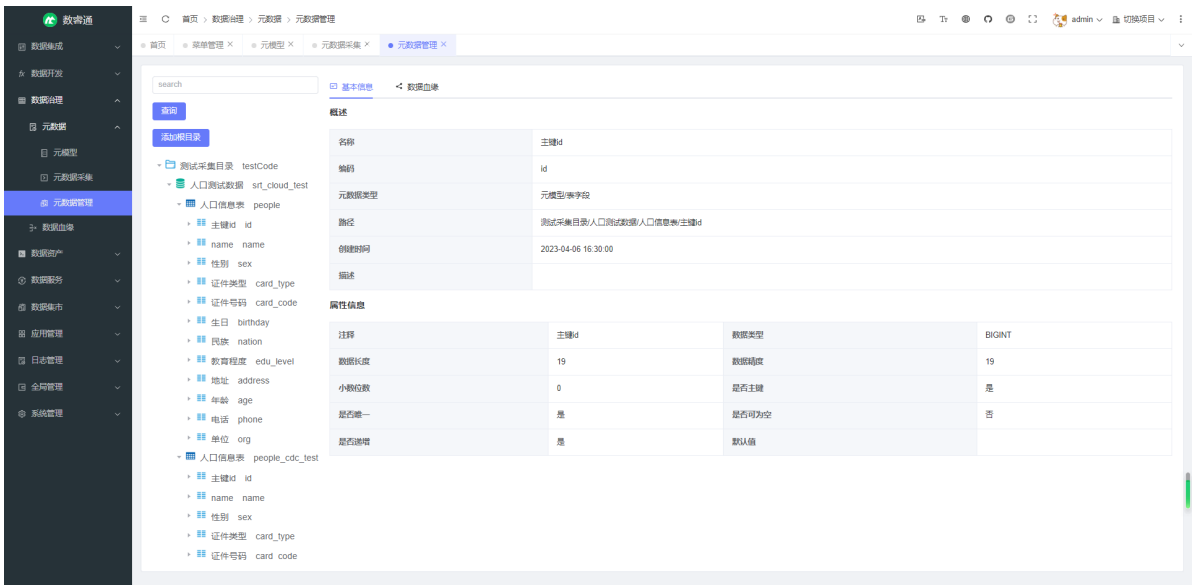 数睿通
首页 > 数据治理 > 元数据 > 元数据管理
admin
切换项目
首页 菜单管理 × 元模型 × 元数据采集 × 元数据管理 ×
数据集成
数据开发
数据治理
元数据
元模型
元数据采集
元数据管理
数据血缘
数据资产
数据服务
数据集市
应用管理
日志管理
全局管理
系统管理
search
查询
添加根目录
测试采集目录 testCode
人口测试数据 srt_cloud_test
人口信息表 people
主键id id
name name
性别 sex
证件类型 card_type
证件号码 card_code
生日 birthday
民族 nation
教育程度 edu_level
地址 address
年龄 age
电话 phone
单位 org
人口信息表 people_cdc_test
主键id id
name name
性别 sex
证件类型 card_type
证件号码 card_code
基本信息 数据血缘
概述
名称 主键id
编码 id
元数据类型 元模型/表字段
路径 测试采集目录/人口测试数据/人口信息表/主键id
创建时间 2023-04-06 16:30:00
描述
属性信息
注释 主键id 数据类型 BIGINT
数据长度 19 数据精度 19
小数位数 0 是否主键 是
是否唯一 是 是否可为空 否
是否递增 是 默认值